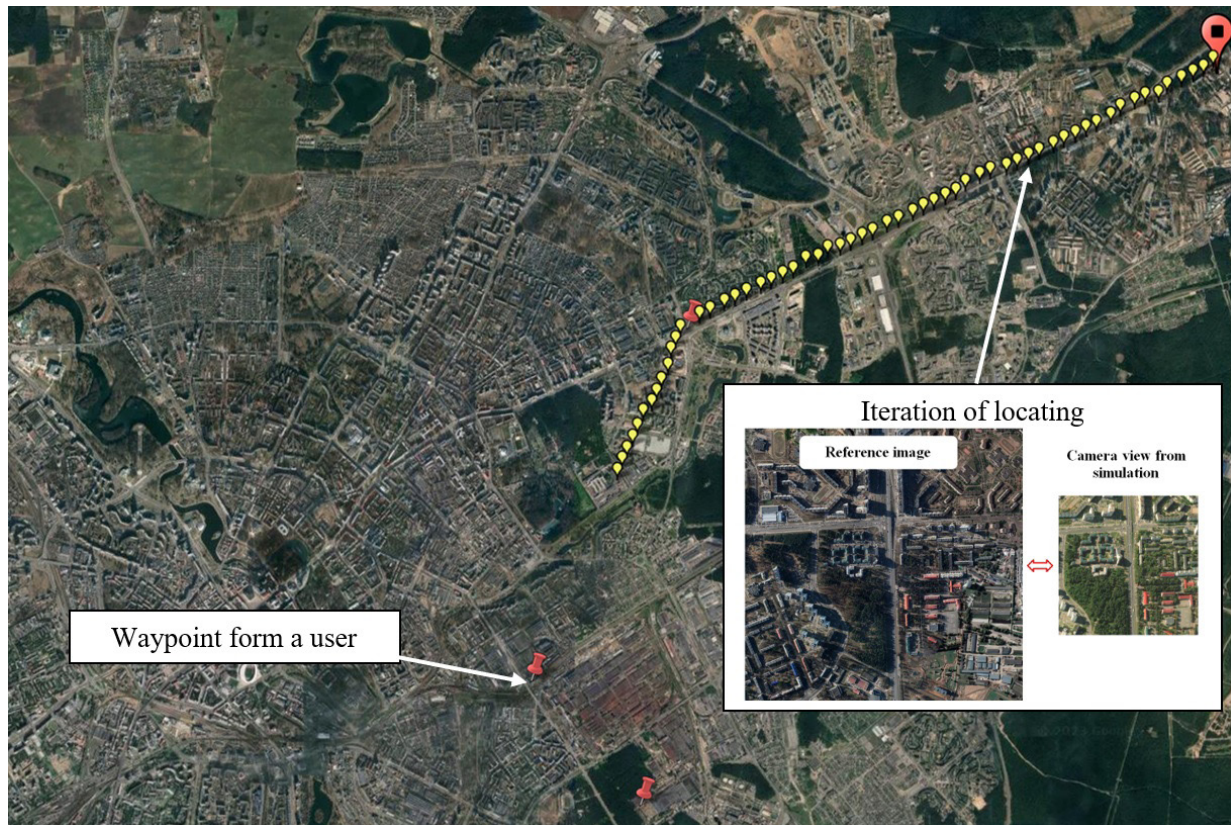 Iteration of locating
Reference image
Camera view from
simulation
Waypoint form a user